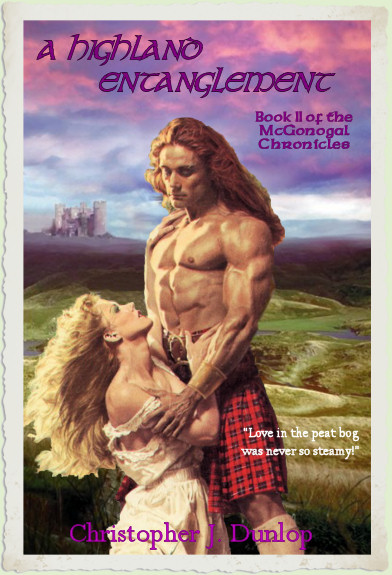 A Highland
Entanglement
Book II of the
McGonogal
Chronicles
"Love in the peat bog
was never so steamy!"
Christopher J. Dunlop